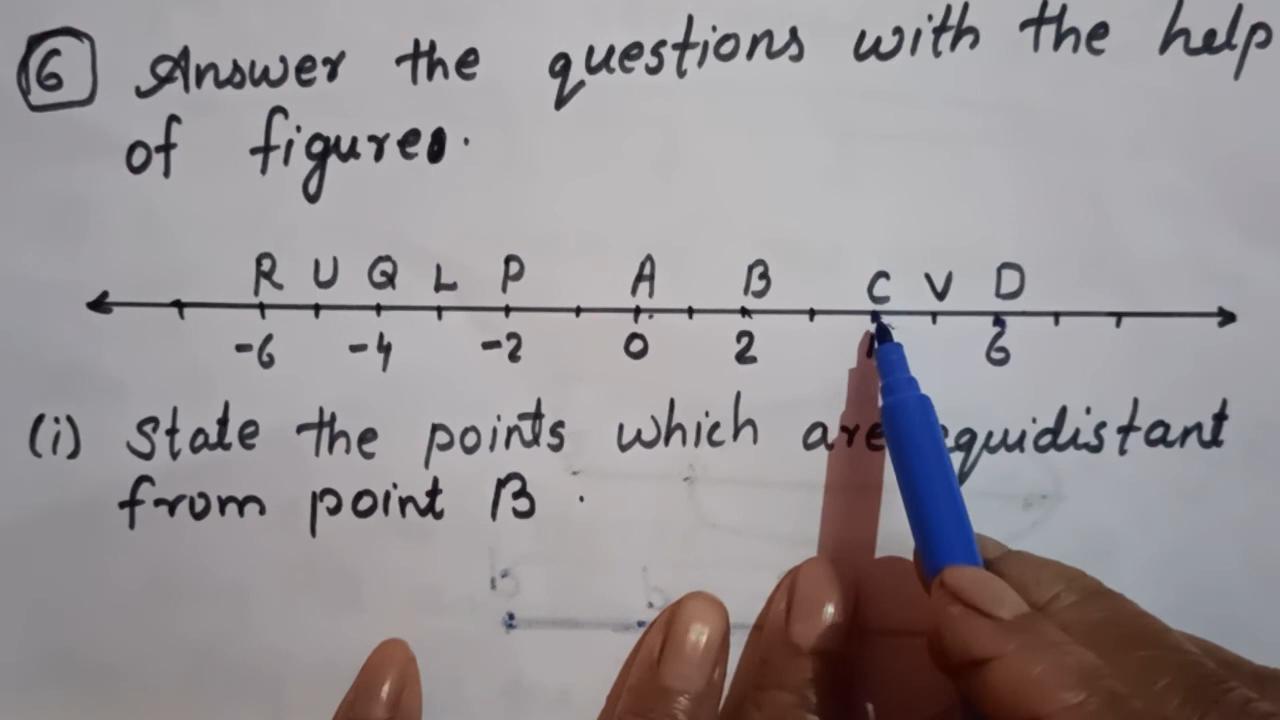 6 Answer the questions with the help
of figures.
R U Q L P A B C V D
-6 -4 -2 0 2 6
(i) State the points which are equidistant
from point B.